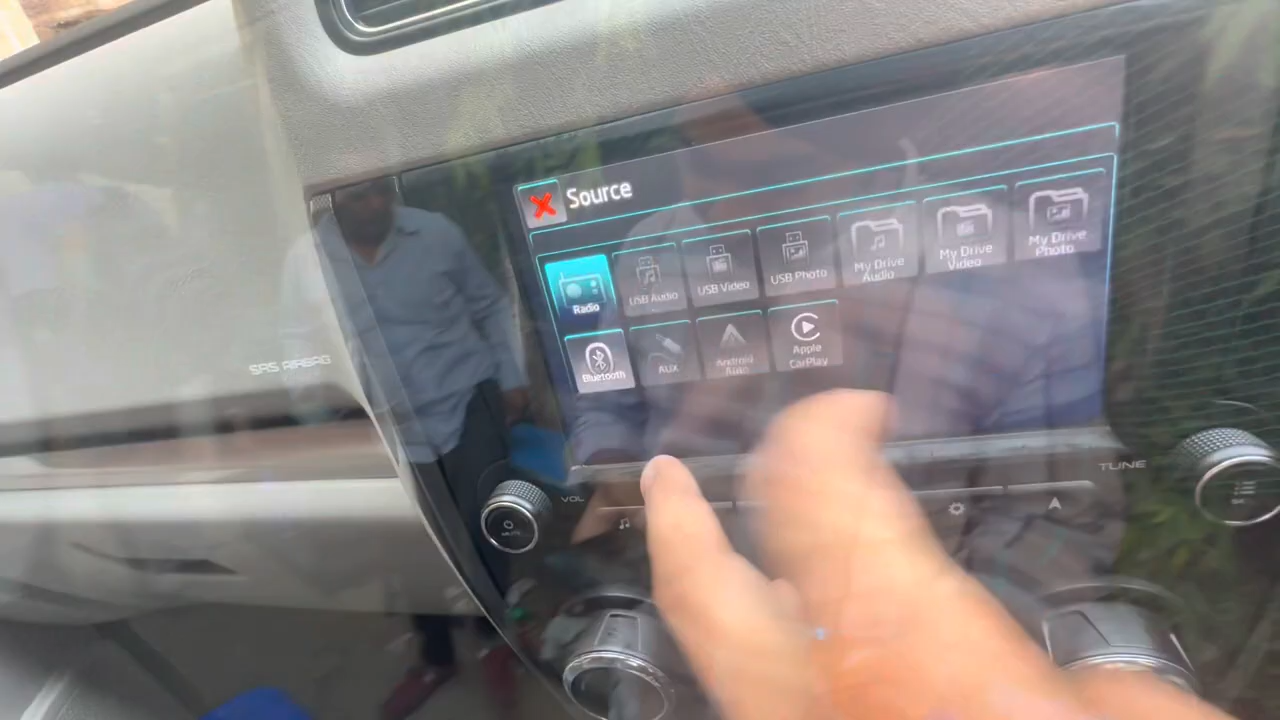 Source
Radio
USB Audio
USB Video
USB Photo
My Drive
Audio
My Drive
Video
My Drive
Photo
Bluetooth
AUX
Android
Auto
Apple
CarPlay
SRS AIRBAG
VOL
TUNE